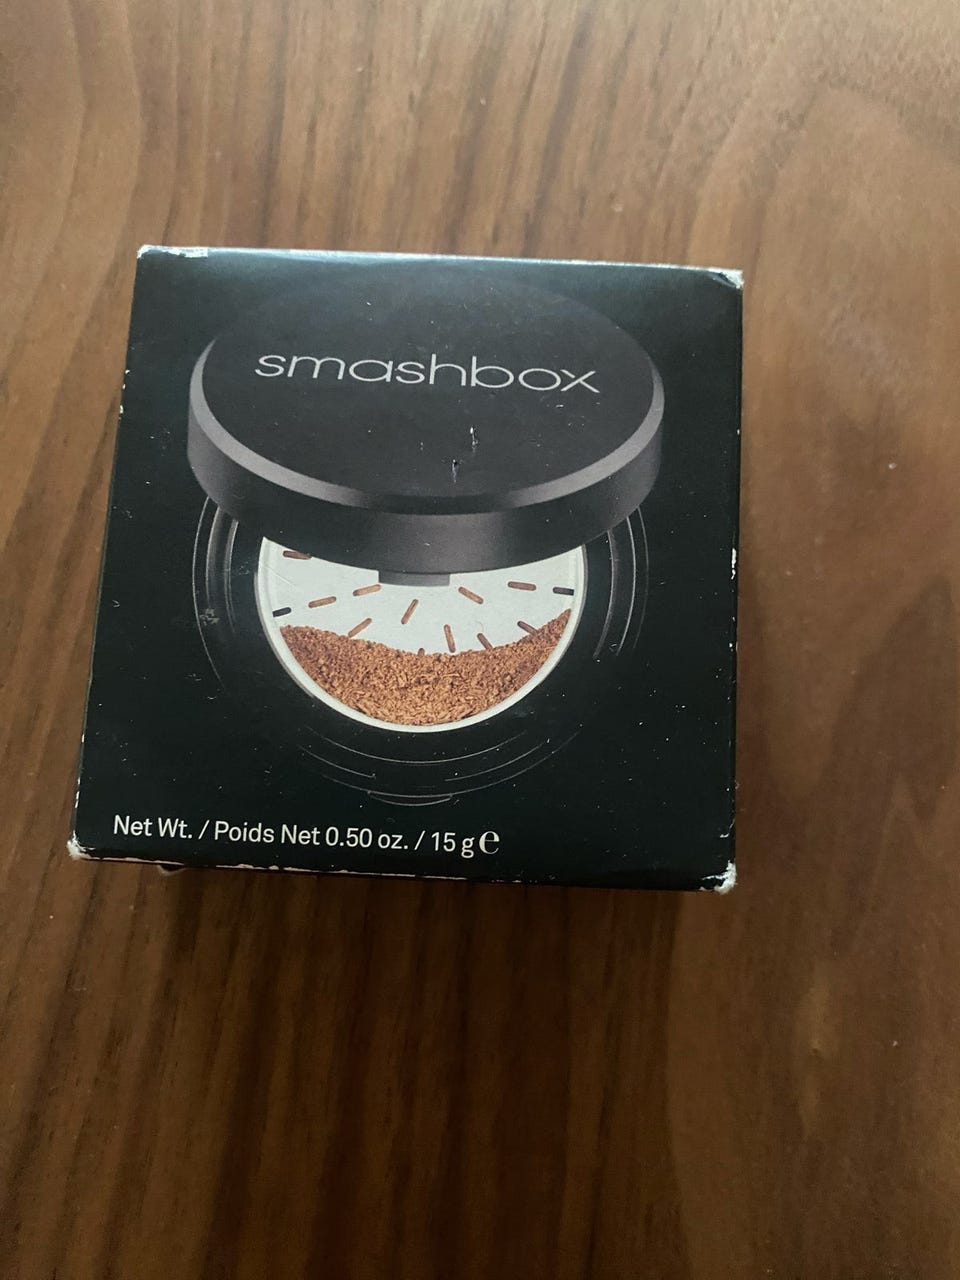 smashbox
Net Wt. / Poids Net 0.50 oz. / 15 g ℮